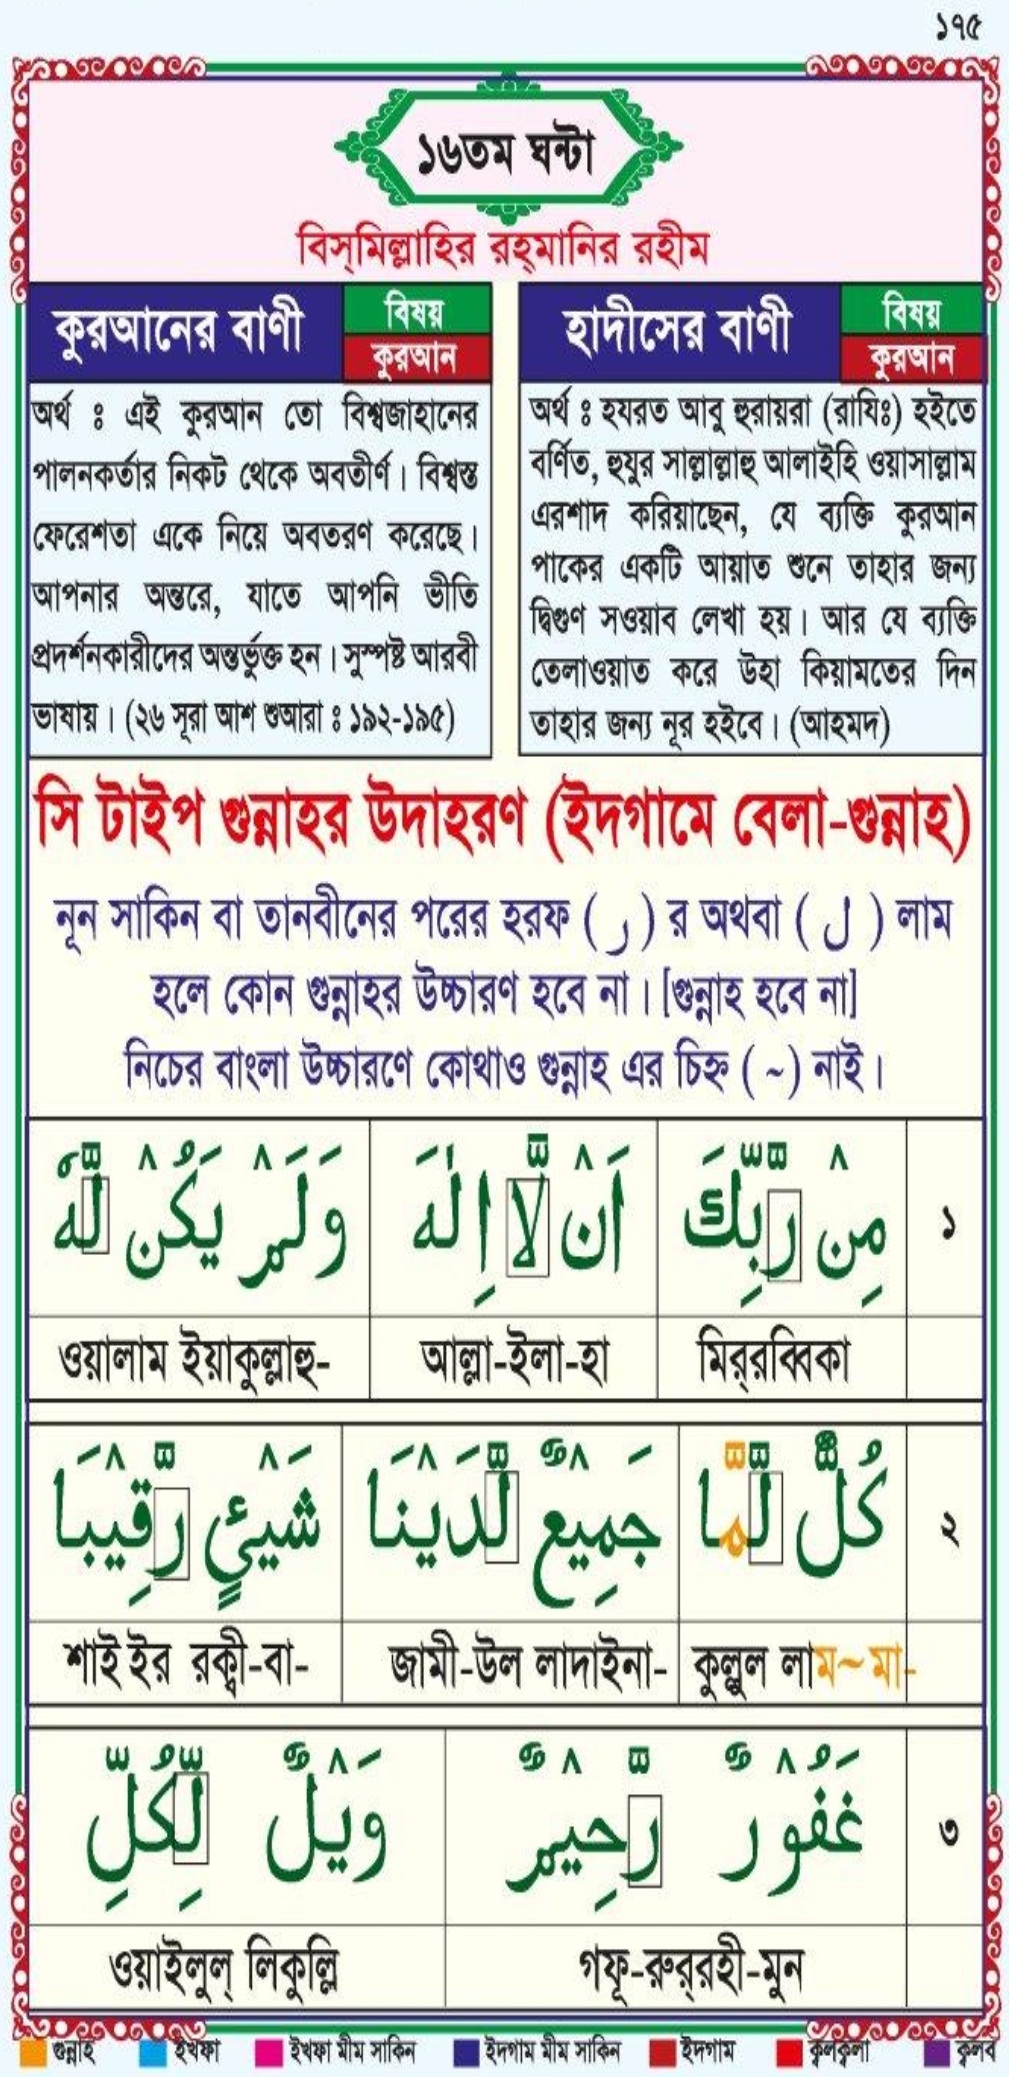 ১৭৫
১৬তম ঘন্টা
বিস্‌মিল্লাহির রহ্‌মানির রহীম
কুরআনের বাণী
বিষয়
কুরআন
অর্থ ঃ এই কুরআন তো বিশ্বজাহানের
পালনকর্তার নিকট থেকে অবতীর্ণ। বিশ্বস্ত
ফেরেশতা একে নিয়ে অবতরণ করেছে।
আপনার অন্তরে, যাতে আপনি ভীতি
প্রদর্শনকারীদের অন্তর্ভুক্ত হন। সুস্পষ্ট আরবী
ভাষায়। (২৬ সূরা আশ শুআরা ঃ ১৯২-১৯৫)
হাদীসের বাণী
বিষয়
কুরআন
অর্থ ঃ হযরত আবু হুরায়রা (রাযিঃ) হইতে
বর্ণিত, হুযুর সাল্লাল্লাহু আলাইহি ওয়াসাল্লাম
এরশাদ করিয়াছেন, যে ব্যক্তি কুরআন
পাকের একটি আয়াত শুনে তাহার জন্য
দ্বিগুণ সওয়াব লেখা হয়। আর যে ব্যক্তি
তেলাওয়াত করে উহা কিয়ামতের দিন
তাহার জন্য নূর হইবে। (আহমদ)
সি টাইপ গুন্নাহর উদাহরণ (ইদগামে বেলা-গুন্নাহ)
নূন সাকিন বা তানবীনের পরের হরফ ( ر ) র অথবা ( ل ) লাম
হলে কোন গুন্নাহর উচ্চারণ হবে না। [গুন্নাহ হবে না]
নিচের বাংলা উচ্চারণে কোথাও গুন্নাহ এর চিহ্ন ( ~ ) নাই।
১ مِنْ رَّبِّكَ اَنْ لَّا اِلٰهَ وَلَمْ يَكُنْ لَّهٗ
মির্‌রব্বিকা আল্লা-ইলা-হা ওয়ালাম ইয়াকুল্লাহু-
২ كُلٌّ لَّمَّا جَمِيْعٌ لَّدَيْنَا شَيْئٍ رَّقِيْبَا
কুল্লুল লাম~ মা- জামী-উল লাদাইনা- শাইইর রক্বী-বা-
৩ غَفُوْرٌ رَّحِيْمٌ وَيْلٌ لِّكُلِّ
গফূ-রুর্‌রহী-মুন ওয়াইলুল্ লিকুল্লি
গুন্নাহ ইখফা ইখফা মীম সাকিন ইদগাম মীম সাকিন ইদগাম ক্বলক্বলা ক্বলব